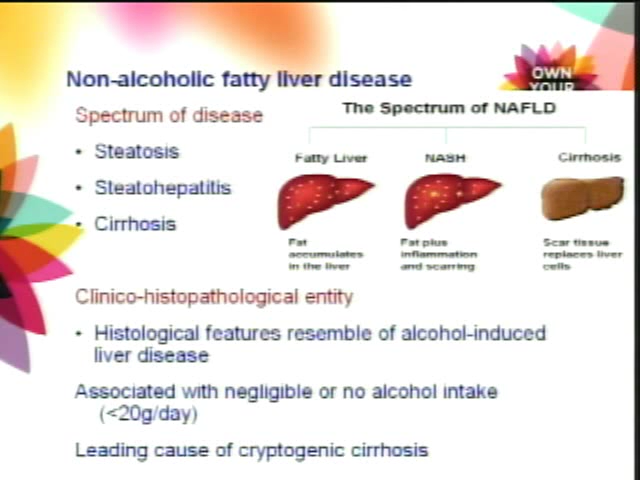 Non-alcoholic fatty liver disease
OWN
YOUR
Spectrum of disease
• Steatosis
• Steatohepatitis
• Cirrhosis
The Spectrum of NAFLD
Fatty Liver
NASH
Cirrhosis
Fat
accumulates
in the liver
Fat plus
inflammation
and scarring
Scar tissue
replaces liver
cells
Clinico-histopathological entity
• Histological features resemble of alcohol-induced
liver disease
Associated with negligible or no alcohol intake
(<20g/day)
Leading cause of cryptogenic cirrhosis